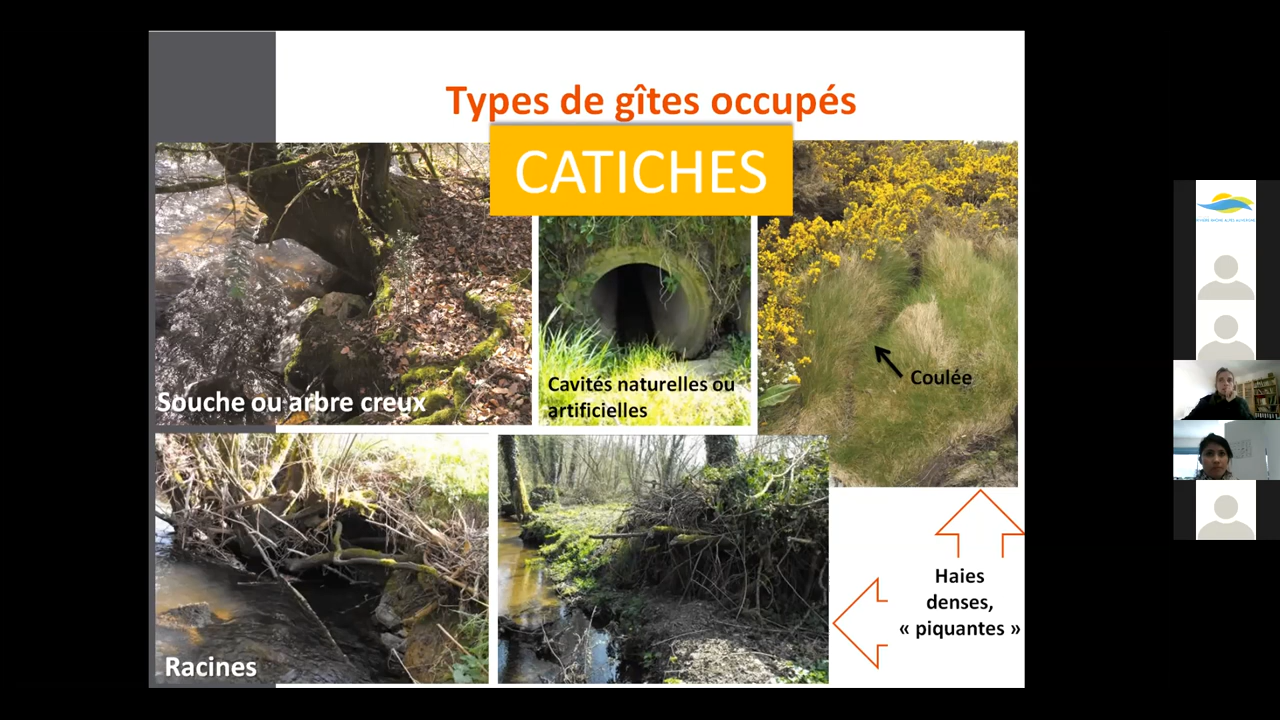 Types de gîtes occupés
CATICHES
Souche ou arbre creux
Cavités naturelles ou
artificielles
Coulée
Racines
Haies
denses,
« piquantes »